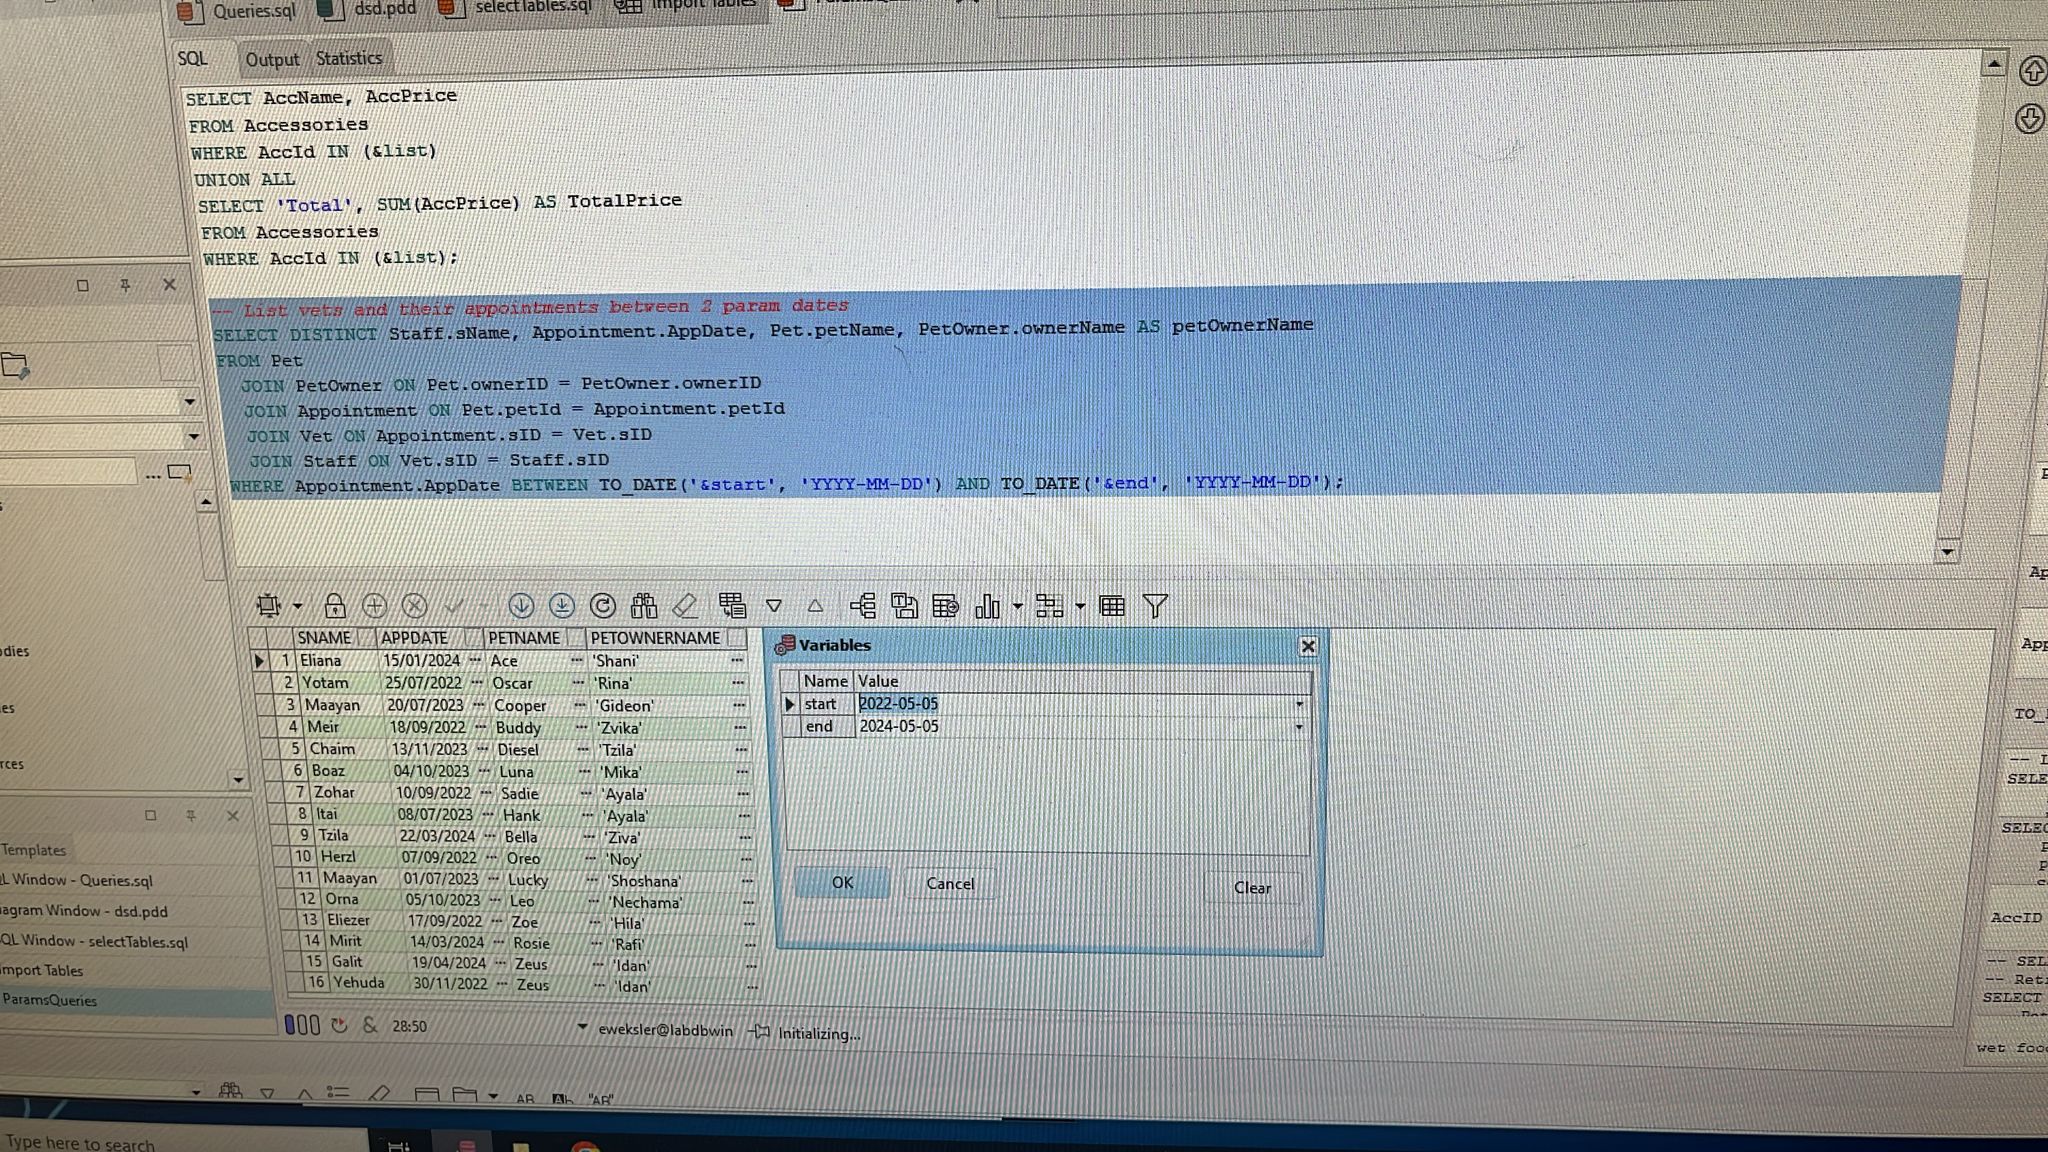 Queries.sql
dsd.pdd
selectTables.sql
Import Tables
SQL
Output
Statistics
SELECT AccName, AccPrice
FROM Accessories
WHERE AccId IN (&list)
UNION ALL
SELECT 'Total', SUM(AccPrice) AS TotalPrice
FROM Accessories
WHERE AccId IN (&list);
-- List vets and their appointments between 2 param dates
SELECT DISTINCT Staff.sName, Appointment.AppDate, Pet.petName, PetOwner.ownerName AS petOwnerName
FROM Pet
JOIN PetOwner ON Pet.ownerID = PetOwner.ownerID
JOIN Appointment ON Pet.petId = Appointment.petId
JOIN Vet ON Appointment.sID = Vet.sID
JOIN Staff ON Vet.sID = Staff.sID
WHERE Appointment.AppDate BETWEEN TO_DATE('&start', 'YYYY-MM-DD') AND TO_DATE('&end', 'YYYY-MM-DD');
SNAME APPDATE PETNAME PETOWNERNAME
1 Eliana 15/01/2024 ··· Ace ··· 'Shani' ···
2 Yotam 25/07/2022 ··· Oscar ··· 'Rina' ···
3 Maayan 20/07/2023 ··· Cooper ··· 'Gideon' ···
4 Meir 18/09/2022 ··· Buddy ··· 'Zvika' ···
5 Chaim 13/11/2023 ··· Diesel ··· 'Tzila' ···
6 Boaz 04/10/2023 ··· Luna ··· 'Mika' ···
7 Zohar 10/09/2022 ··· Sadie ··· 'Ayala' ···
8 Itai 08/07/2023 ··· Hank ··· 'Ayala' ···
9 Tzila 22/03/2024 ··· Bella ··· 'Ziva' ···
10 Herzl 07/09/2022 ··· Oreo ··· 'Noy' ···
11 Maayan 01/07/2023 ··· Lucky ··· 'Shoshana' ···
12 Orna 05/10/2023 ··· Leo ··· 'Nechama' ···
13 Eliezer 17/09/2022 ··· Zoe ··· 'Hila' ···
14 Mirit 14/03/2024 ··· Rosie ··· 'Rafi' ···
15 Galit 19/04/2024 ··· Zeus ··· 'Idan' ···
16 Yehuda 30/11/2022 ··· Zeus ··· 'Idan' ···
Variables
Name Value
start 2022-05-05
end 2024-05-05
OK
Cancel
Clear
& 28:50
eweksler@labdbwin
Initializing...
dies
es
rces
Templates
L Window - Queries.sql
agram Window - dsd.pdd
QL Window - selectTables.sql
mport Tables
ParamsQueries
AB
"AB"
Type here to search
Ap
App
TO_
SELE
SELEC
AccID
-- SEL
-- Ret
SELECT
wet foo